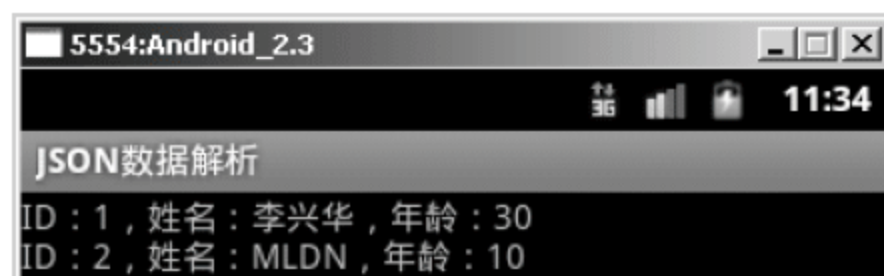 5554:Android_2.3
3G 11:34
JSON数据解析
ID：1，姓名：李兴华，年龄：30
ID：2，姓名：MLDN，年龄：10